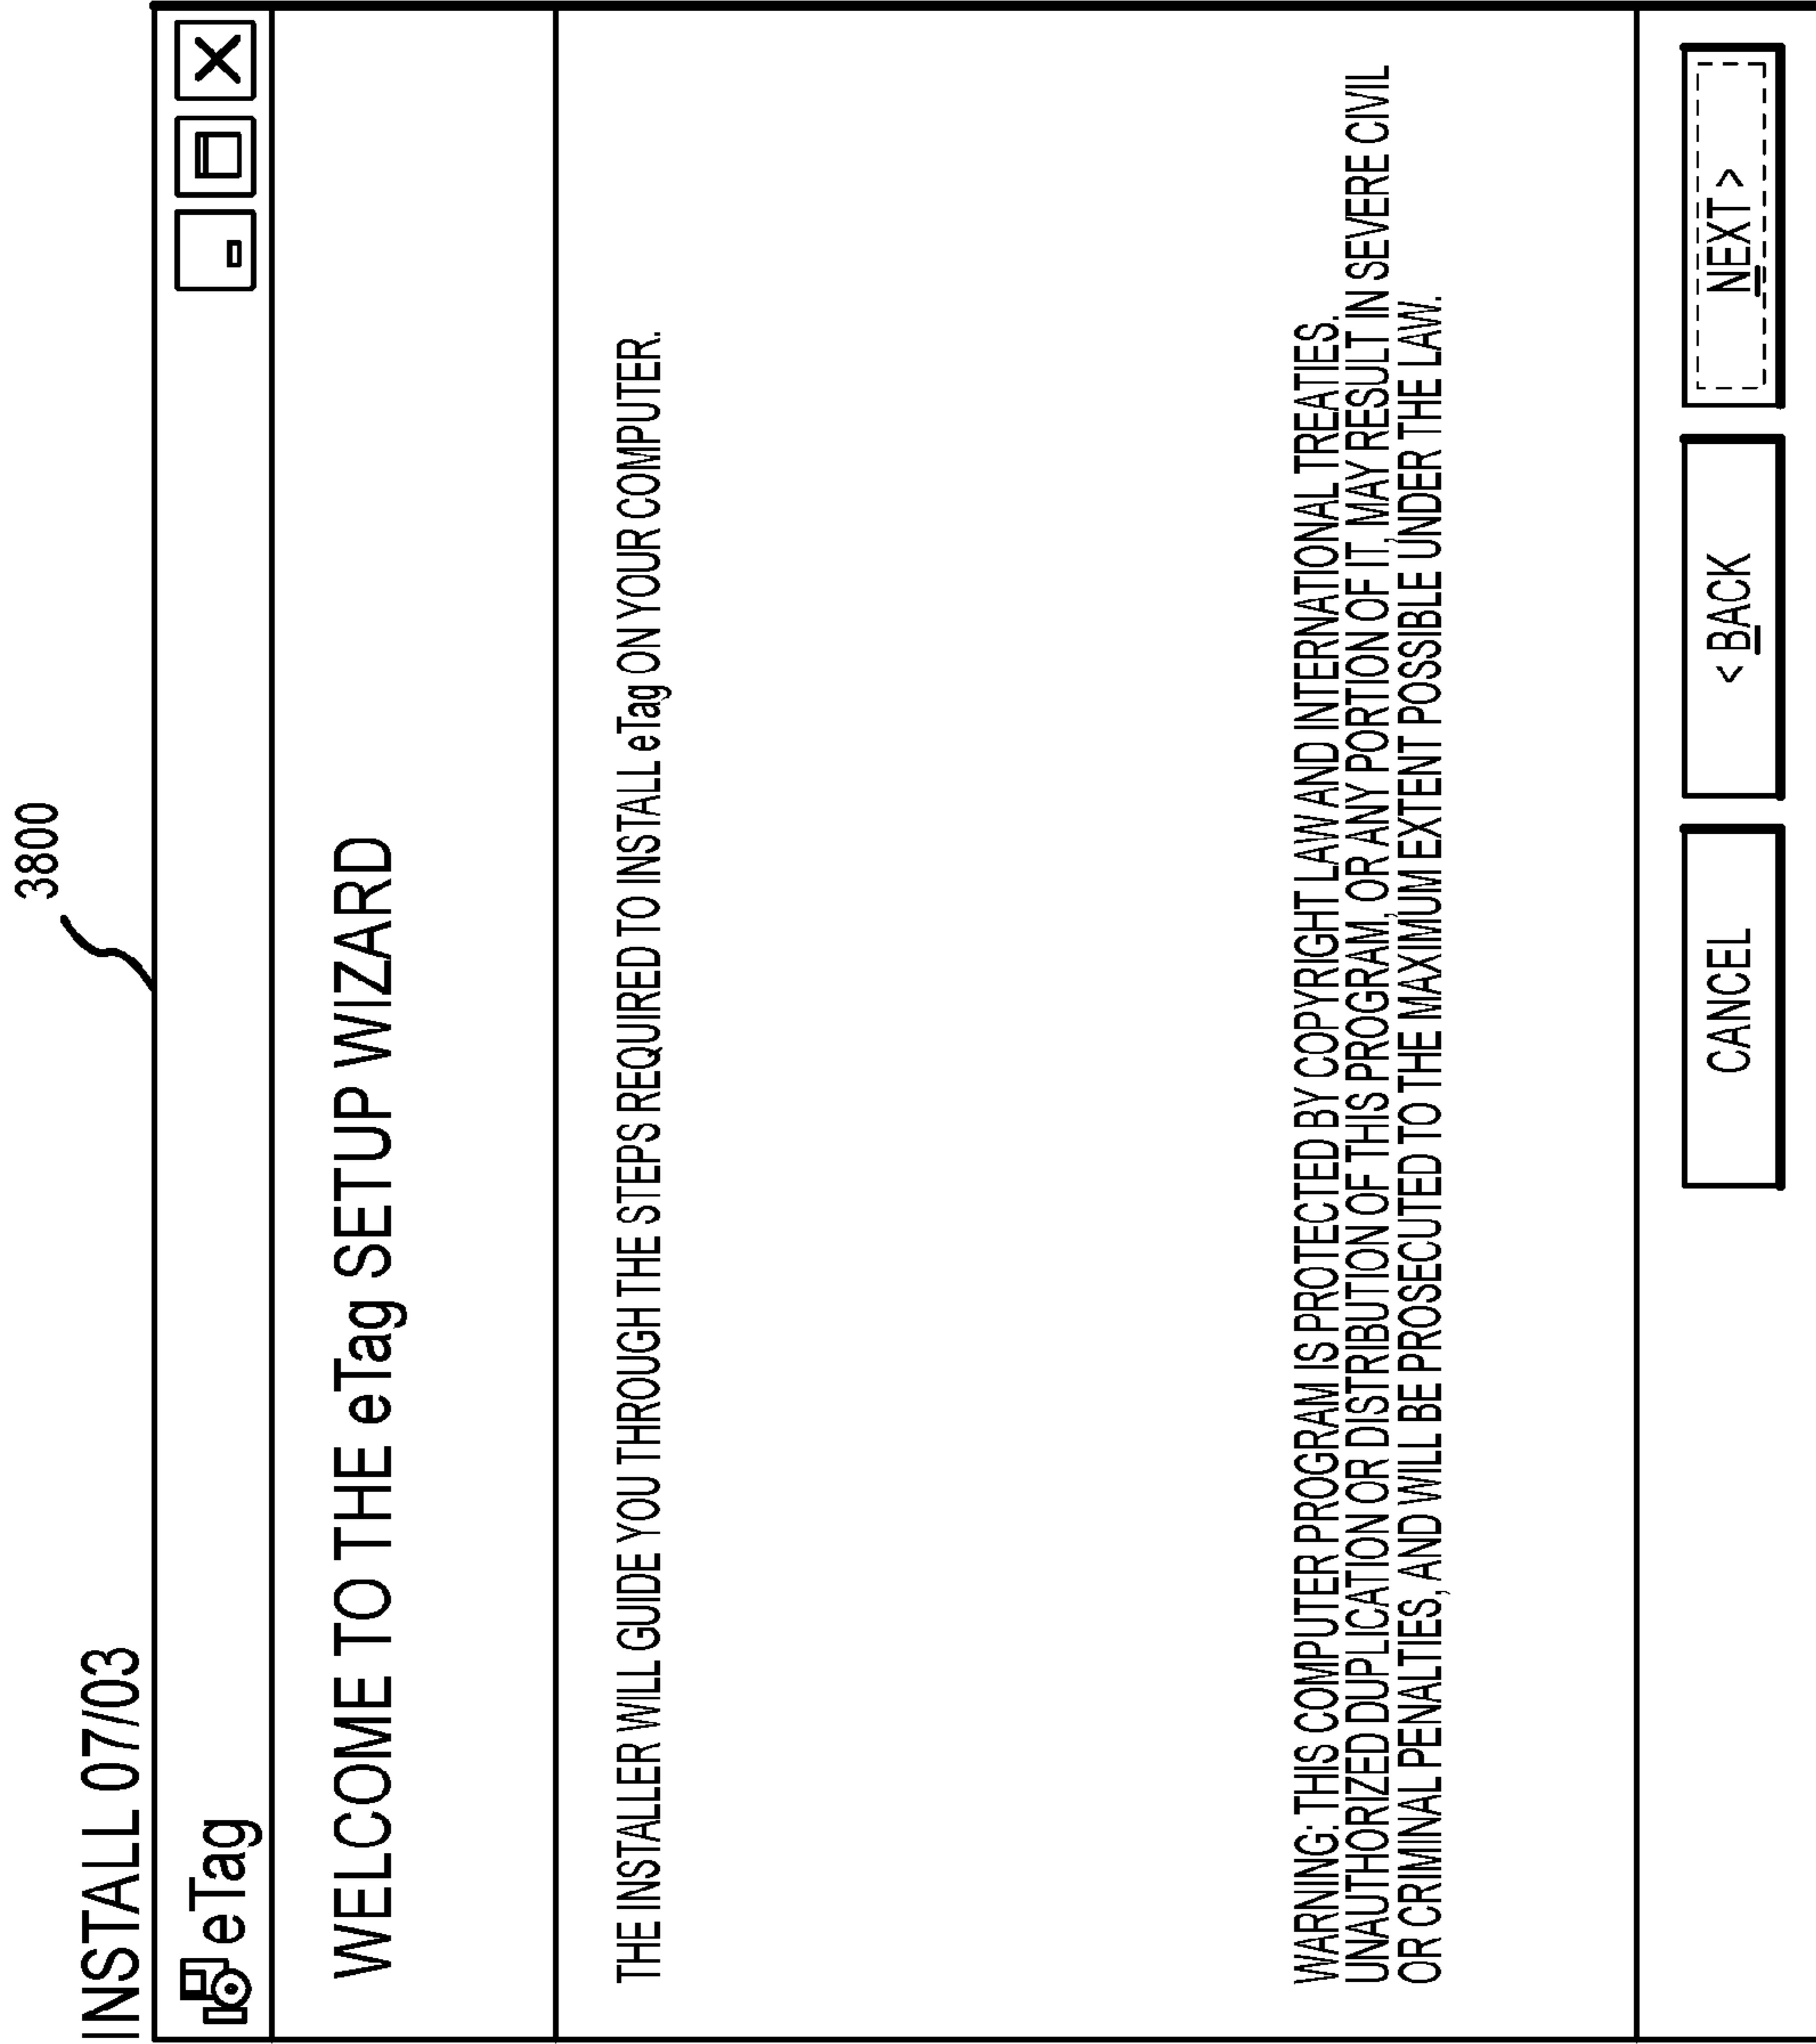 3800
INSTALL 07/03
eTag
WELCOME TO THE eTag SETUP WIZARD
THE INSTALLER WILL GUIDE YOU THROUGH THE STEPS REQUIRED TO INSTALL eTag ON YOUR COMPUTER.
WARNING: THIS COMPUTER PROGRAM IS PROTECTED BY COPYRIGHT LAW AND INTERNATIONAL TREATIES.
UNAUTHORIZED DUPLICATION OR DISTRIBUTION OF THIS PROGRAM, OR ANY PORTION OF IT, MAY RESULT IN SEVERE CIVIL
OR CRIMINAL PENALTIES, AND WILL BE PROSECUTED TO THE MAXIMUM EXTENT POSSIBLE UNDER THE LAW.
CANCEL < BACK NEXT >